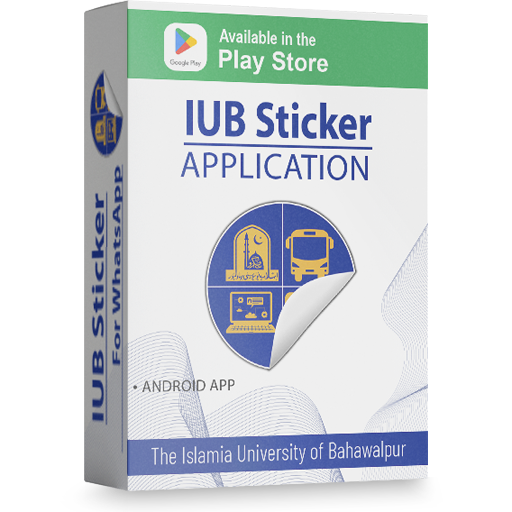 Google Play
Available in the
Play Store
IUB Sticker
APPLICATION
• ANDROID APP
The Islamia University of Bahawalpur
IUB Sticker
For WhatsApp